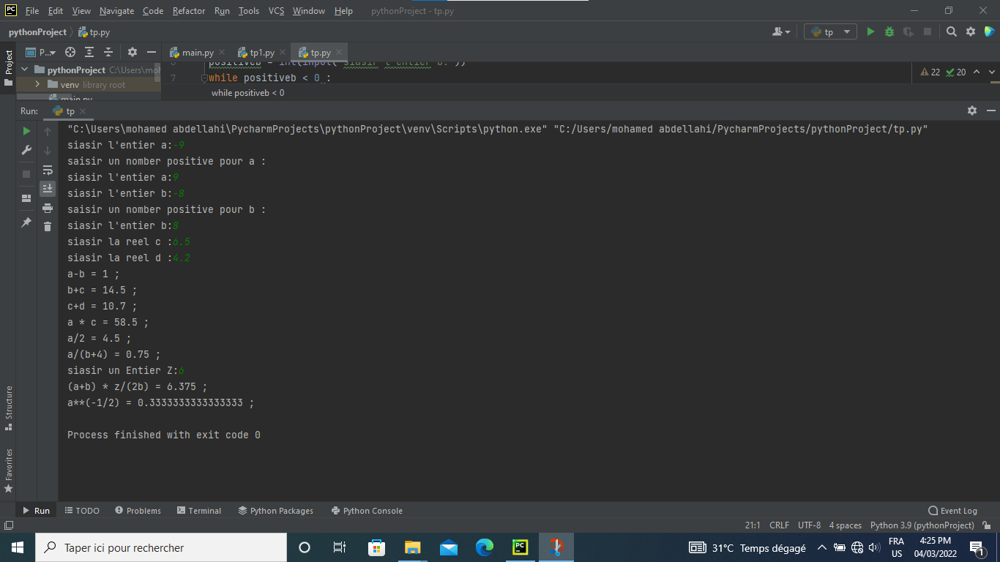 PC File Edit View Navigate Code Refactor Run Tools VCS Window Help pythonProject - tp.py
pythonProject tp.py tp
Project P... main.py tp1.py tp.py
pythonProject C:\Users\moh 6 positiveb = int(input("siasir l'entier b:"))
venv library root 7 while positiveb < 0 : 22 20
main.py while positiveb < 0
Run: tp
"C:\Users\mohamed abdellahi\PycharmProjects\pythonProject\venv\Scripts\python.exe" "C:/Users/mohamed abdellahi/PycharmProjects/pythonProject/tp.py"
siasir l'entier a:-9
saisir un nomber positive pour a :
siasir l'entier a:9
siasir l'entier b:-8
saisir un nomber positive pour b :
siasir l'entier b:8
siasir la reel c :6.5
siasir la reel d :4.2
a-b = 1 ;
b+c = 14.5 ;
c+d = 10.7 ;
a * c = 58.5 ;
a/2 = 4.5 ;
a/(b+4) = 0.75 ;
siasir un Entier Z:6
(a+b) * z/(2b) = 6.375 ;
a**(-1/2) = 0.3333333333333333 ;
Process finished with exit code 0
Structure
Favorites
Run TODO Problems Terminal Python Packages Python Console Event Log
21:1 CRLF UTF-8 4 spaces Python 3.9 (pythonProject)
Taper ici pour rechercher PC 31°C Temps dégagé FRA US 4:25 PM 04/03/2022 1